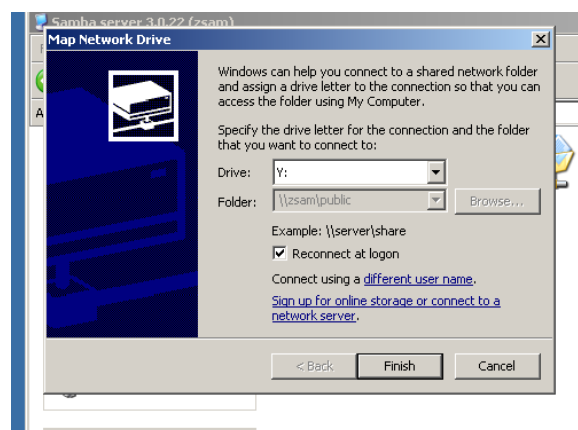 Samba server 3.0.22 (zsam)
Map Network Drive
Windows can help you connect to a shared network folder
and assign a drive letter to the connection so that you can
access the folder using My Computer.
Specify the drive letter for the connection and the folder
that you want to connect to:
Drive: Y:
Folder: \\zsam\public Browse...
Example: \\server\share
Reconnect at logon
Connect using a different user name.
Sign up for online storage or connect to a
network server.
< Back Finish Cancel